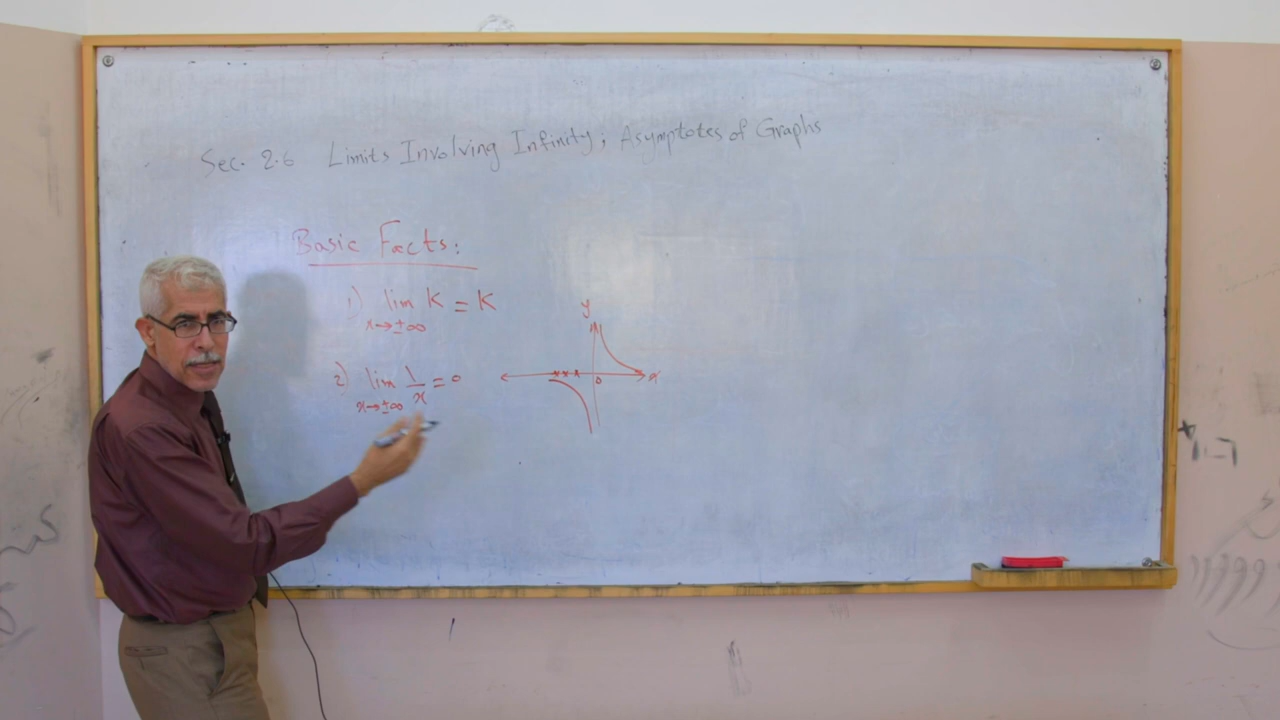 Sec. 2.6 Limits Involving Infinity; Asymptotes of Graphs
Basic Facts:
1) lim K = K
x→±∞
y
2) lim 1/x = 0
x→±∞
0
x